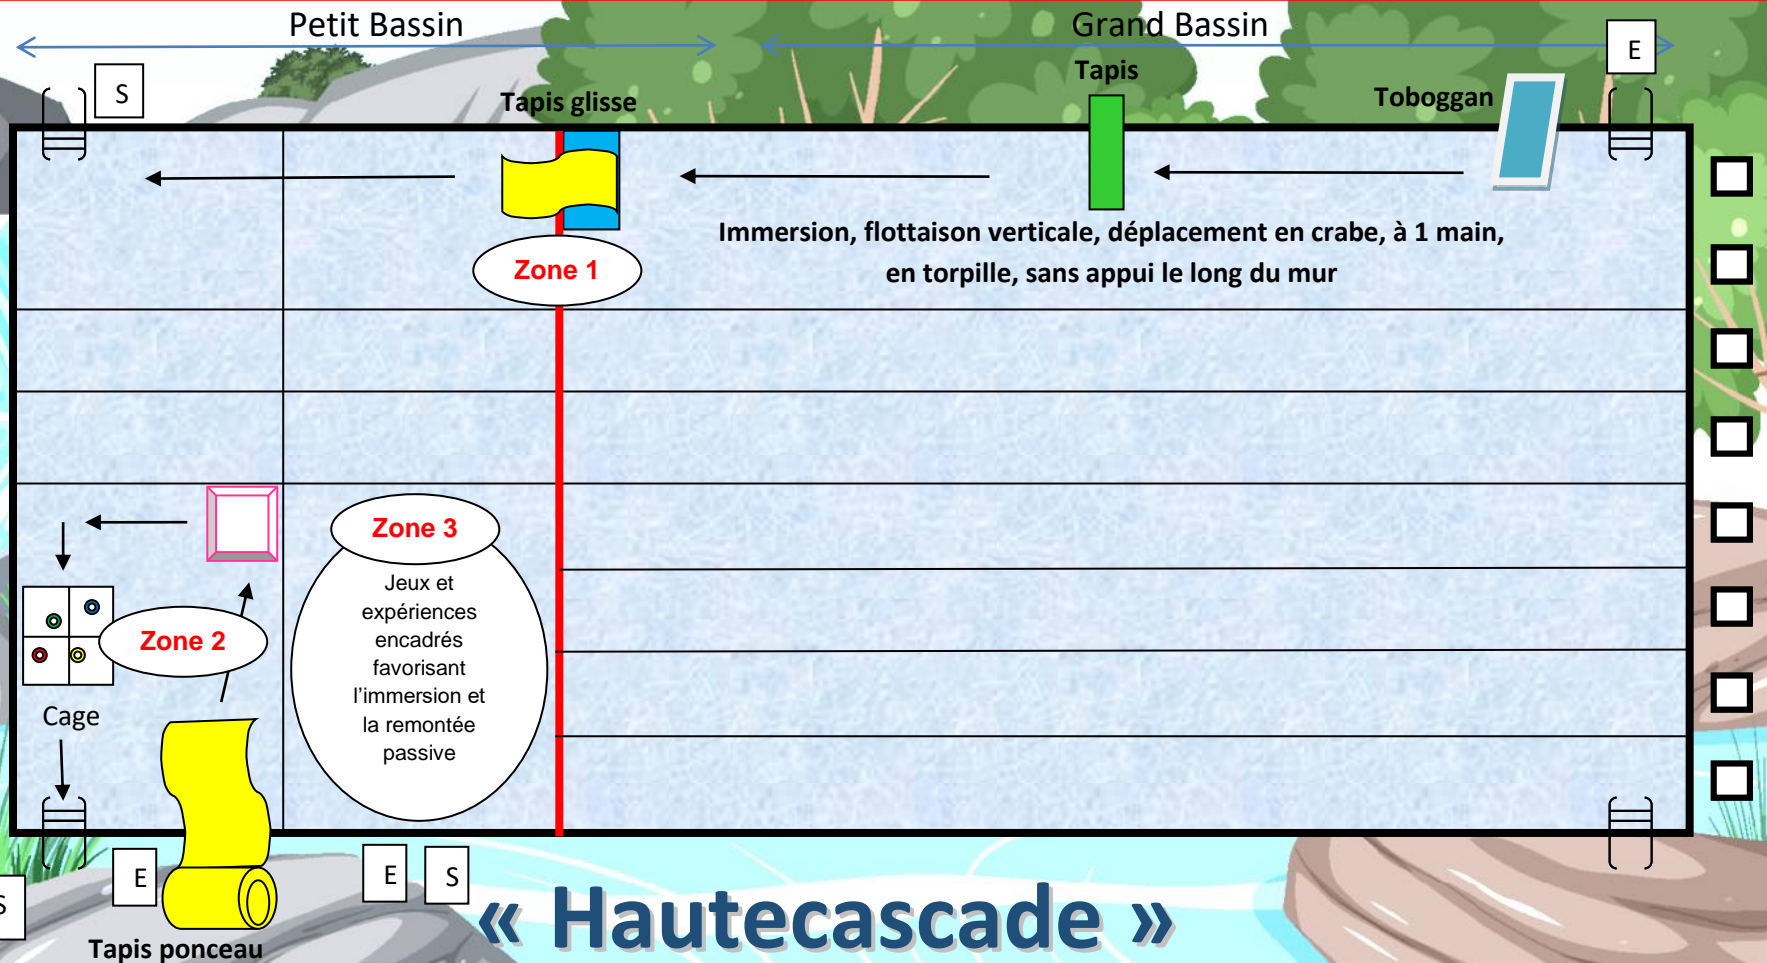 Petit Bassin
Grand Bassin
E
S
Tapis
Tapis glisse
Toboggan
Immersion, flottaison verticale, déplacement en crabe, à 1 main,
en torpille, sans appui le long du mur
Zone 1
Zone 3
Jeux et
expériences
encadrés
favorisant
l'immersion et
la remontée
passive
Zone 2
Cage
E
E
S
S
« Hautecascade »
Tapis ponceau